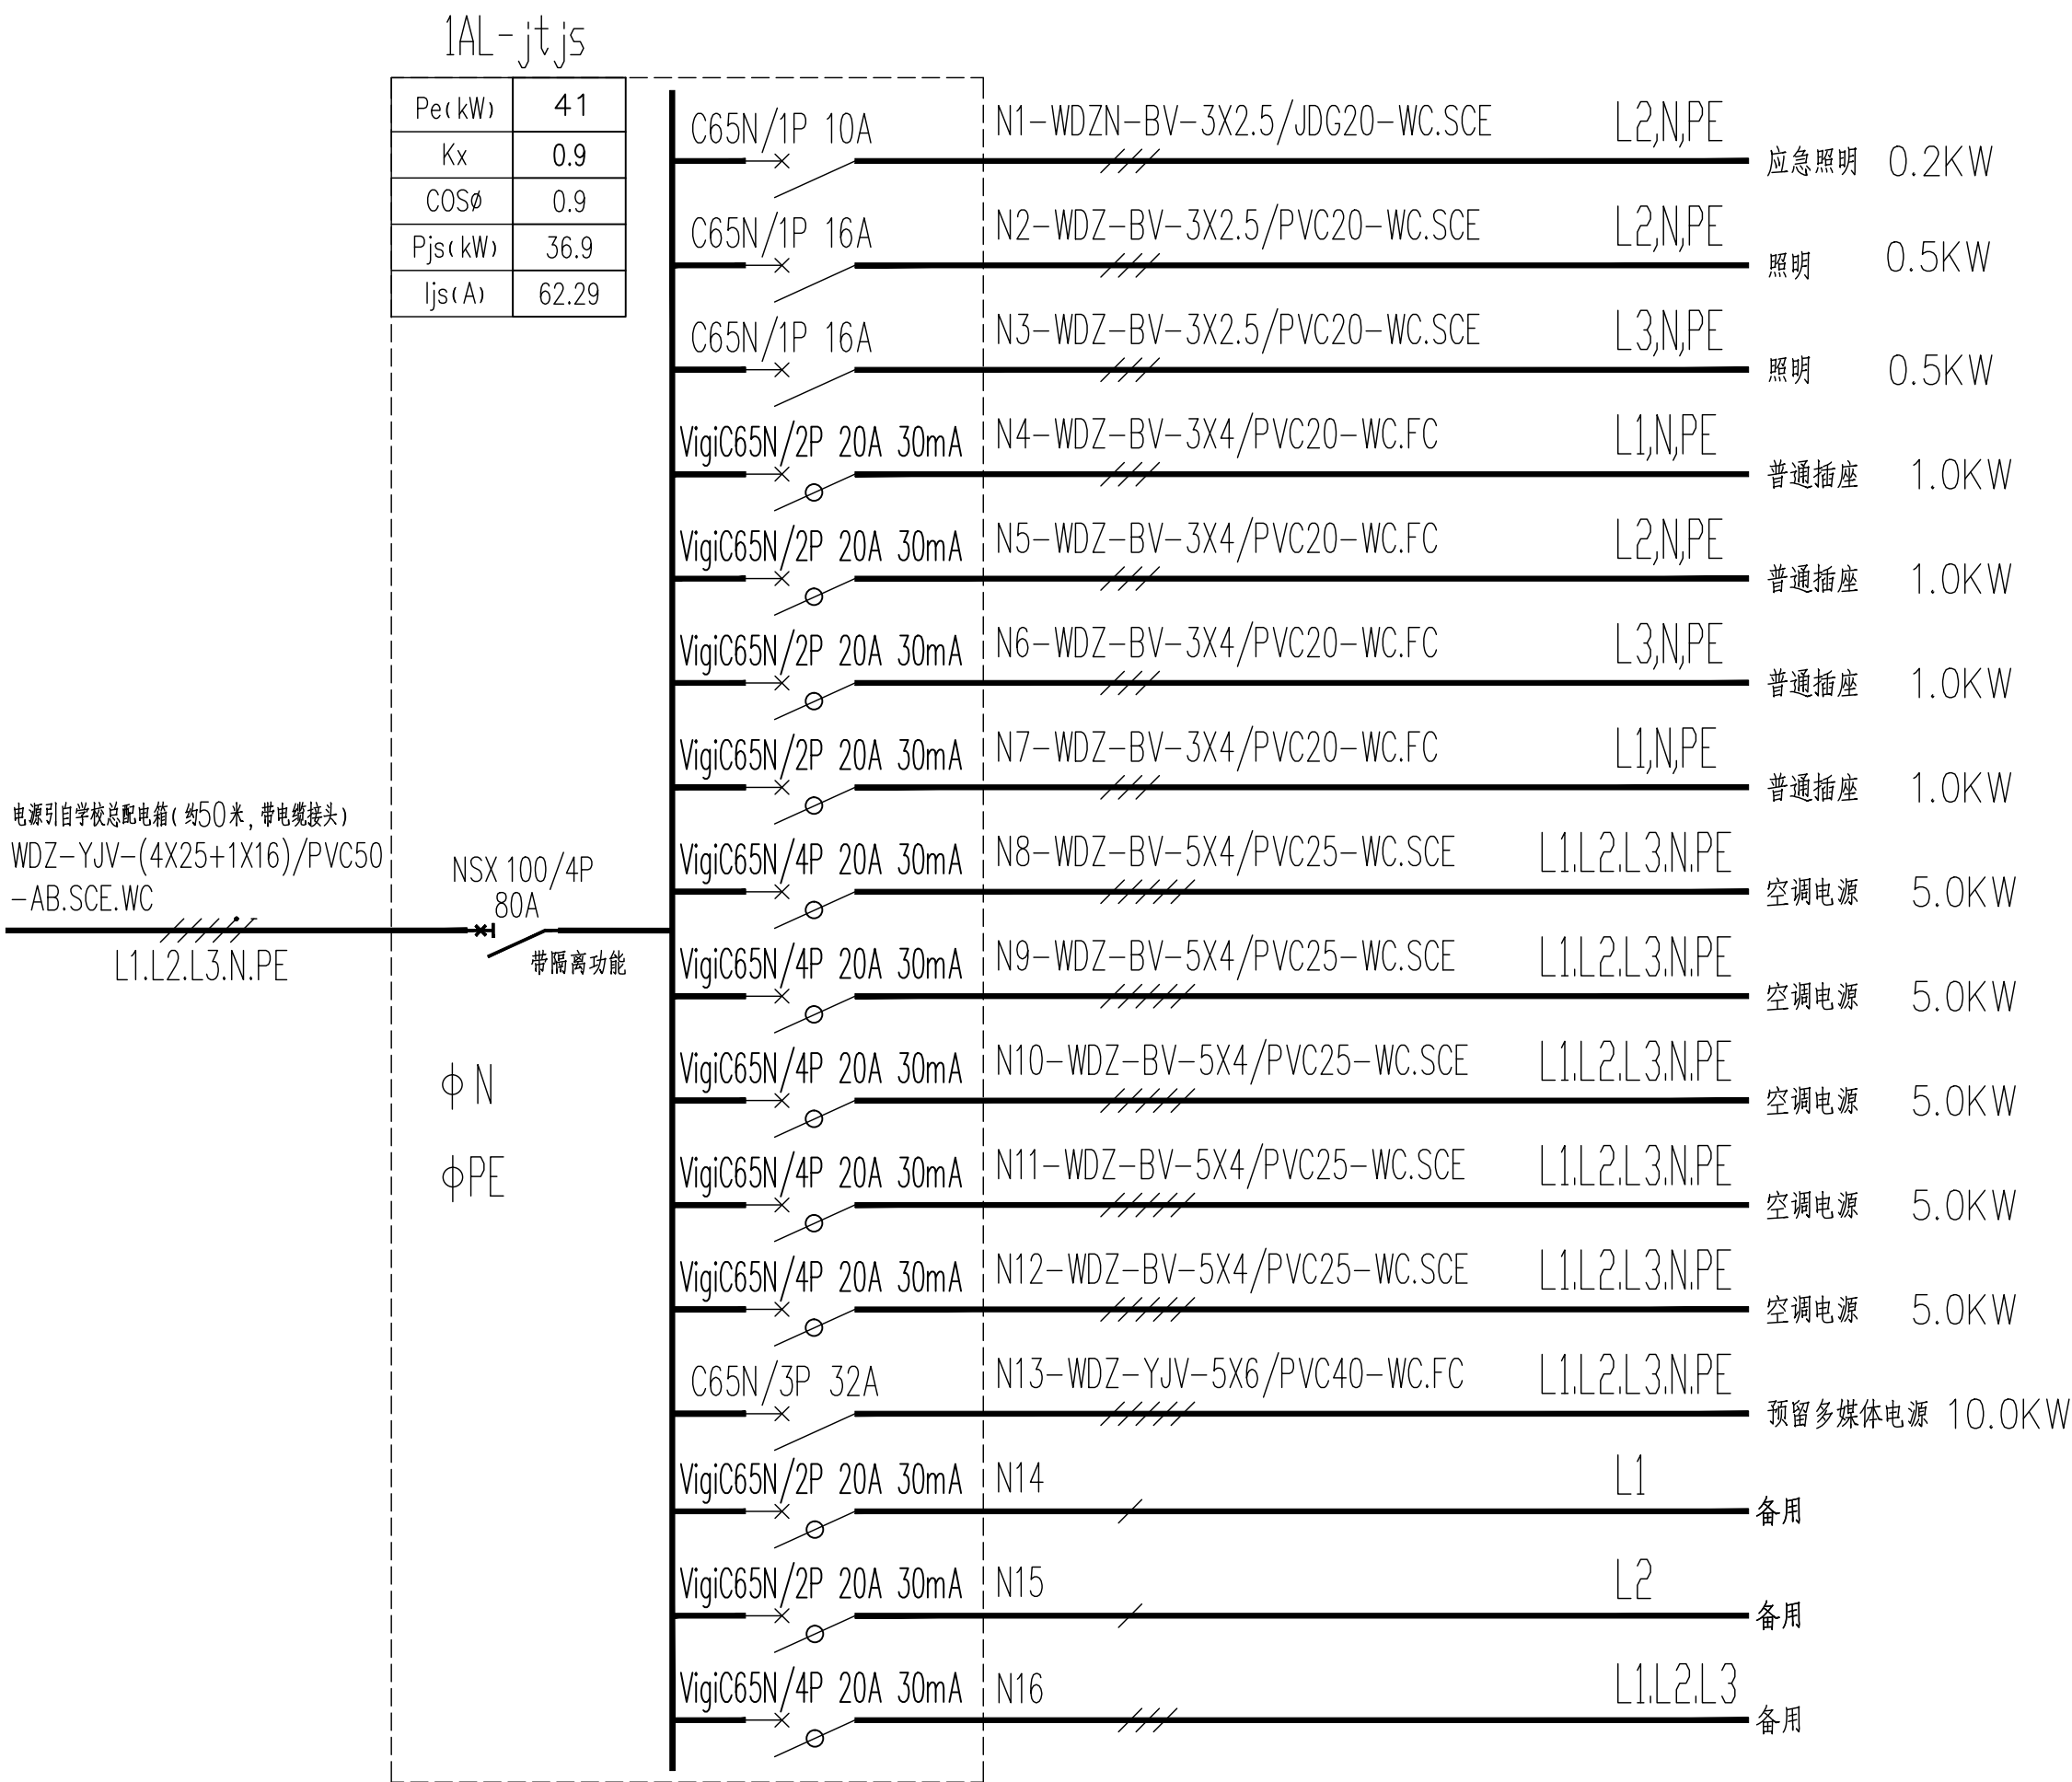 1AL-jtjs
Pe(kW) 41
Kx 0.9
COSø 0.9
Pjs(kW) 36.9
Ijs(A) 62.29
电源引自学校总配电箱(约50米,带电缆接头)
WDZ-YJV-(4X25+1X16)/PVC50
-AB.SCE.WC
L1.L2.L3.N.PE
NSX100/4P
80A
带隔离功能
N
PE
C65N/1P 10A N1-WDZN-BV-3X2.5/JDG20-WC.SCE L2,N,PE 应急照明 0.2KW
C65N/1P 16A N2-WDZ-BV-3X2.5/PVC20-WC.SCE L2,N,PE 照明 0.5KW
C65N/1P 16A N3-WDZ-BV-3X2.5/PVC20-WC.SCE L3,N,PE 照明 0.5KW
VigiC65N/2P 20A 30mA N4-WDZ-BV-3X4/PVC20-WC.FC L1,N,PE 普通插座 1.0KW
VigiC65N/2P 20A 30mA N5-WDZ-BV-3X4/PVC20-WC.FC L2,N,PE 普通插座 1.0KW
VigiC65N/2P 20A 30mA N6-WDZ-BV-3X4/PVC20-WC.FC L3,N,PE 普通插座 1.0KW
VigiC65N/2P 20A 30mA N7-WDZ-BV-3X4/PVC20-WC.FC L1,N,PE 普通插座 1.0KW
VigiC65N/4P 20A 30mA N8-WDZ-BV-5X4/PVC25-WC.SCE L1.L2.L3.N.PE 空调电源 5.0KW
VigiC65N/4P 20A 30mA N9-WDZ-BV-5X4/PVC25-WC.SCE L1.L2.L3.N.PE 空调电源 5.0KW
VigiC65N/4P 20A 30mA N10-WDZ-BV-5X4/PVC25-WC.SCE L1.L2.L3.N.PE 空调电源 5.0KW
VigiC65N/4P 20A 30mA N11-WDZ-BV-5X4/PVC25-WC.SCE L1.L2.L3.N.PE 空调电源 5.0KW
VigiC65N/4P 20A 30mA N12-WDZ-BV-5X4/PVC25-WC.SCE L1.L2.L3.N.PE 空调电源 5.0KW
C65N/3P 32A N13-WDZ-YJV-5X6/PVC40-WC.FC L1.L2.L3.N.PE 预留多媒体电源 10.0KW
VigiC65N/2P 20A 30mA N14 L1 备用
VigiC65N/2P 20A 30mA N15 L2 备用
VigiC65N/4P 20A 30mA N16 L1.L2.L3 备用